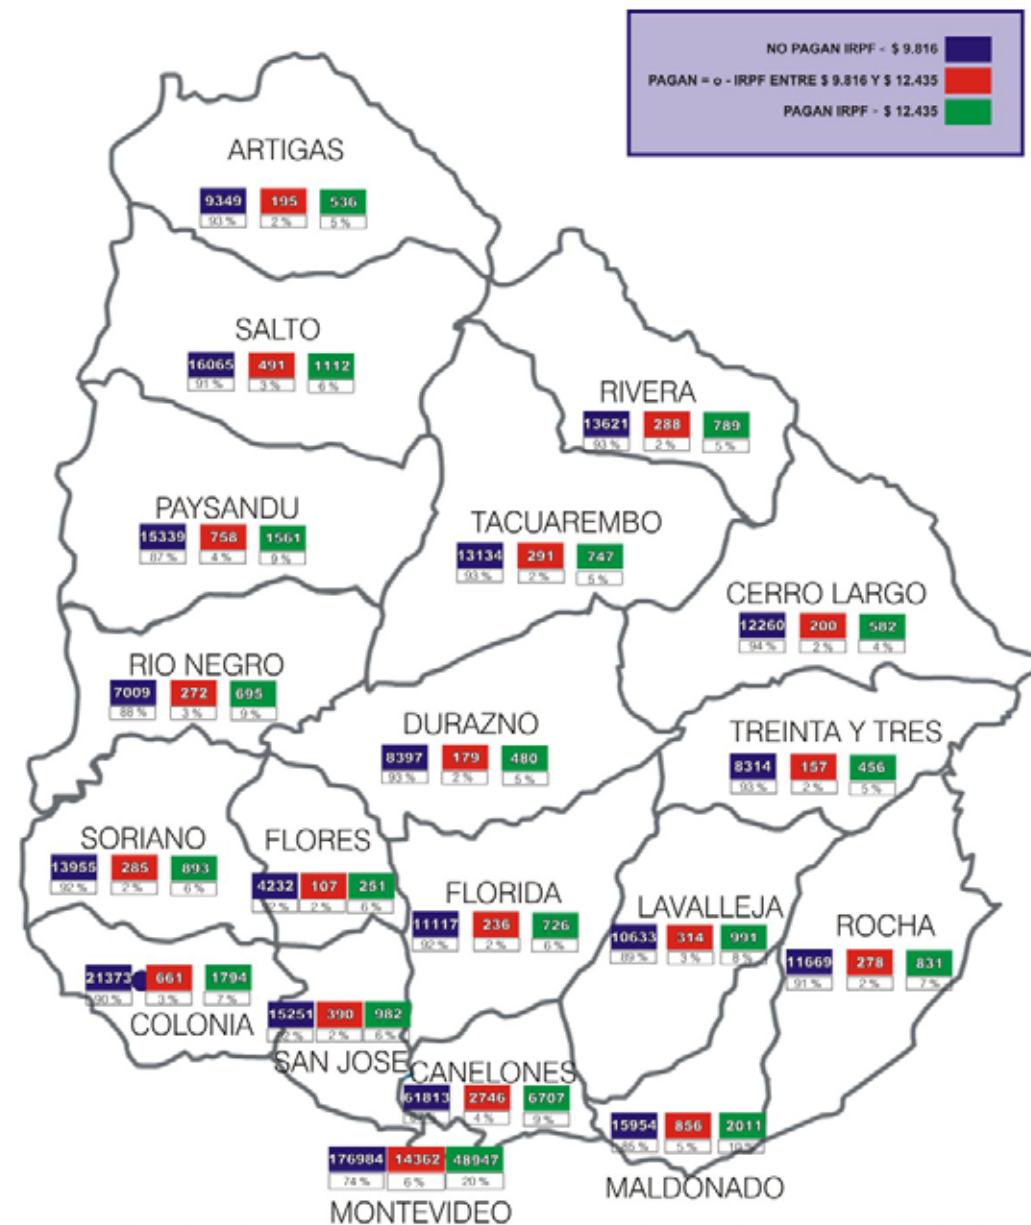 NO PAGAN IRPF < $ 9.816
PAGAN = o - IRPF ENTRE $ 9.816 Y $ 12.435
PAGAN IRPF > $ 12.435
ARTIGAS
9349 195 536
93 % 2 % 5 %
SALTO
16065 491 1112
91 % 3 % 6 %
RIVERA
13621 288 789
93 % 2 % 5 %
PAYSANDU
15339 758 1561
87 % 4 % 9 %
TACUAREMBO
13134 291 747
93 % 2 % 5 %
CERRO LARGO
12260 200 582
94 % 2 % 4 %
RIO NEGRO
7009 272 695
88 % 3 % 9 %
DURAZNO
8397 179 480
93 % 2 % 5 %
TREINTA Y TRES
8314 157 456
93 % 2 % 5 %
SORIANO
13955 285 893
92 % 2 % 6 %
FLORES
4232 107 251
2 % 6 %
FLORIDA
11117 236 726
92 % 2 % 6 %
LAVALLEJA
10633 314 991
89 % 3 % 8 %
ROCHA
11669 278 831
91 % 2 % 7 %
21373 661 1794
90 % 3 % 7 %
COLONIA
15251 390 982
2 % 6 %
SAN JOSE
CANELONES
61813 2746 6707
4 % 9 %
15954 856 2011
85 % 5 % 10 %
MALDONADO
176984 14362 48947
74 % 6 % 20 %
MONTEVIDEO